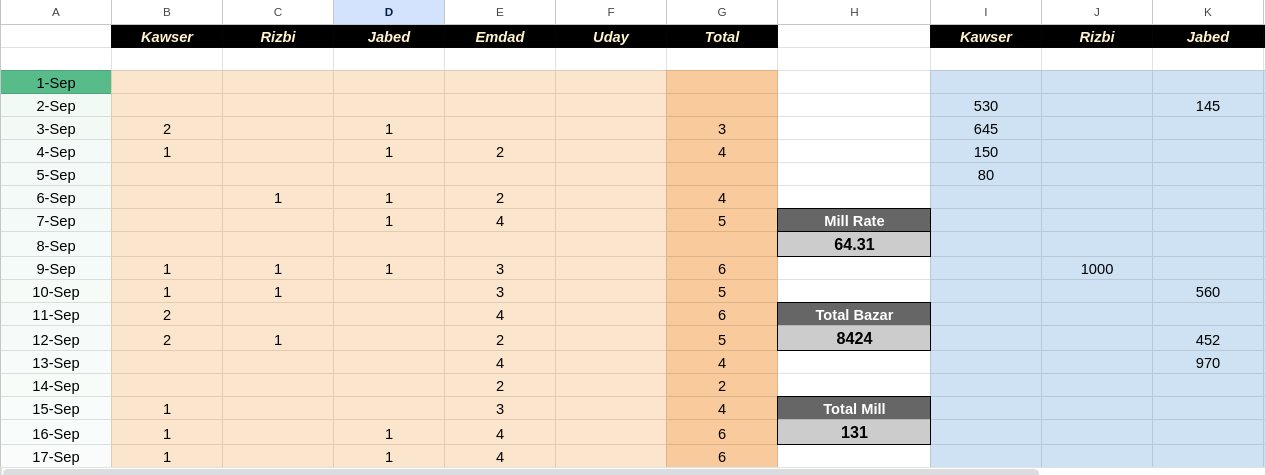 A B C D E F G H I J K
Kawser Rizbi Jabed Emdad Uday Total Kawser Rizbi Jabed
1-Sep
2-Sep 530 145
3-Sep 2 1 3 645
4-Sep 1 1 2 4 150
5-Sep 80
6-Sep 1 1 2 4
7-Sep 1 4 5 Mill Rate
8-Sep 64.31
9-Sep 1 1 1 3 6 1000
10-Sep 1 1 3 5 560
11-Sep 2 4 6 Total Bazar
12-Sep 2 1 2 5 8424 452
13-Sep 4 4 970
14-Sep 2 2
15-Sep 1 3 4 Total Mill
16-Sep 1 1 4 6 131
17-Sep 1 1 4 6